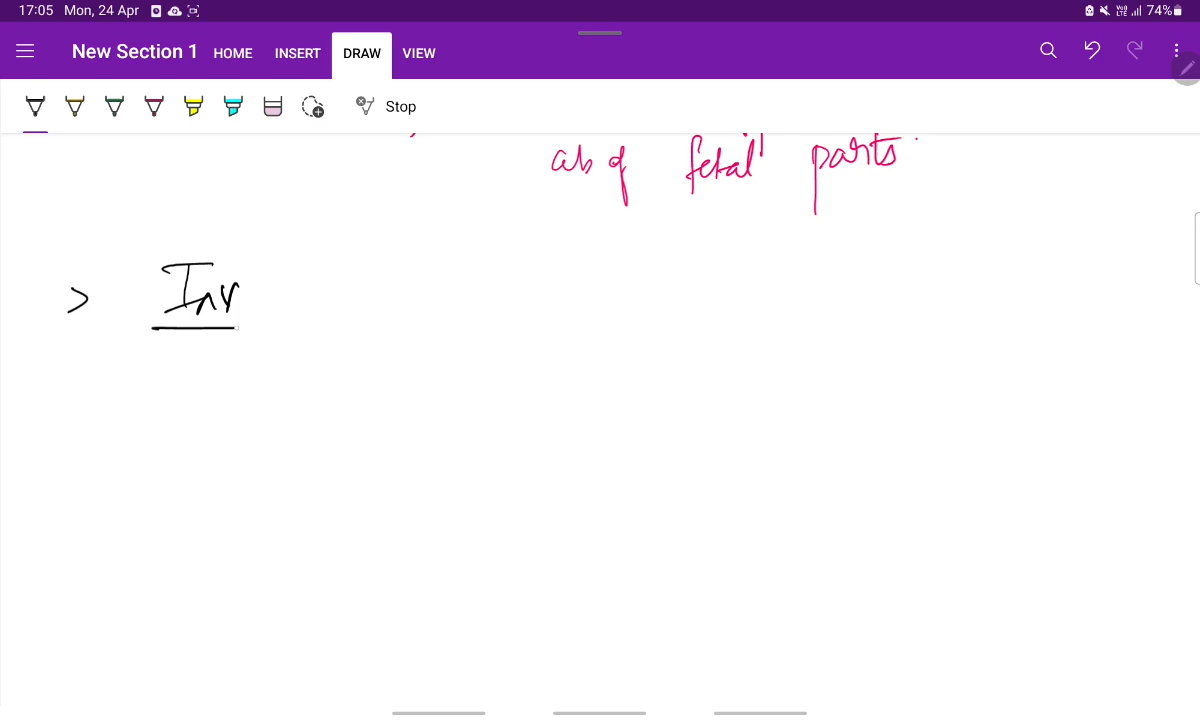 17:05 Mon, 24 Apr 74%
New Section 1 HOME INSERT DRAW VIEW
Stop
ab of fetal parts
> Inv